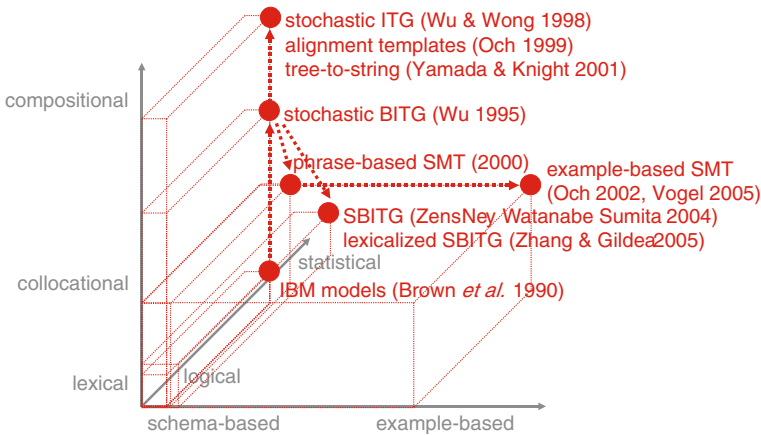 stochastic ITG (Wu & Wong 1998)
alignment templates (Och 1999)
tree-to-string (Yamada & Knight 2001)
compositional
stochastic BITG (Wu 1995)
phrase-based SMT (2000)
example-based SMT
(Och 2002, Vogel 2005)
SBITG (ZensNey Watanabe Sumita 2004)
lexicalized SBITG (Zhang & Gildea2005)
statistical
collocational
IBM models (Brown et al. 1990)
logical
lexical
schema-based
example-based